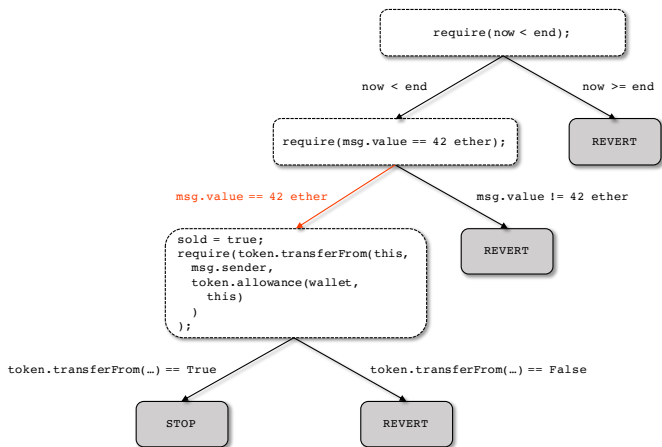 require(now < end);
now < end
now >= end
require(msg.value == 42 ether);
REVERT
msg.value == 42 ether
msg.value != 42 ether
sold = true;
require(token.transferFrom(this,
msg.sender,
token.allowance(wallet,
this)
)
);
REVERT
token.transferFrom(…) == True
token.transferFrom(…) == False
STOP
REVERT